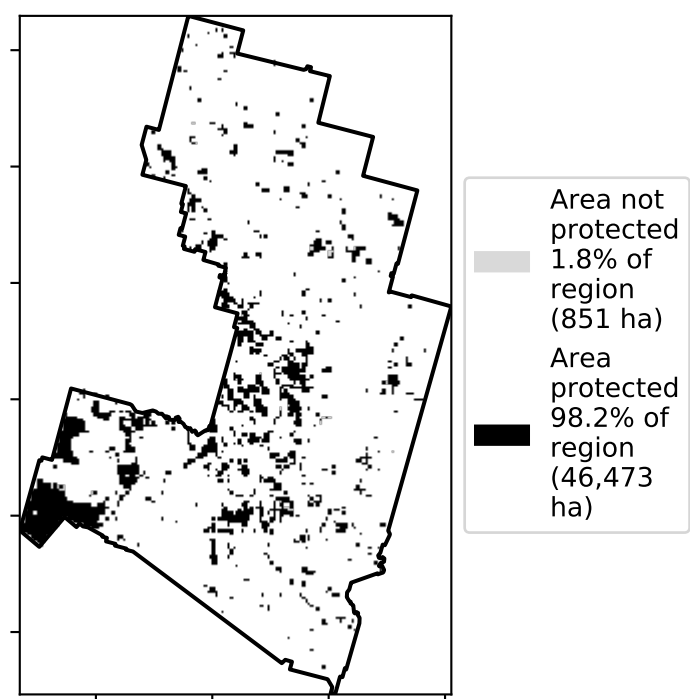 Area not
protected
1.8% of
region
(851 ha)
Area
protected
98.2% of
region
(46,473
ha)